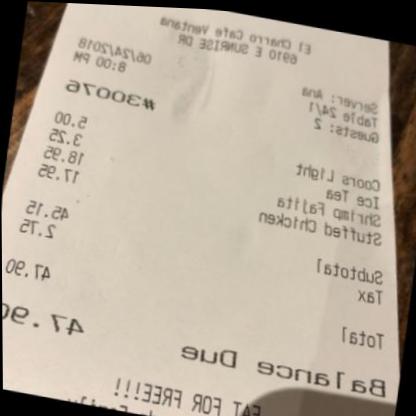 El Charro Cafe Ventana
6910 E SUNRISE DR
Server: Ana 06/24/2018
Table 24/1 8:00 PM
Guests: 2
#30076
Coors Light 5.00
Ice Tea 3.25
Shrimp Fajita 18.95
Stuffed Chicken 17.95
Subtotal 45.15
Tax 2.75
Total 47.90
Balance Due 47.90
EAT FOR FREE!!!